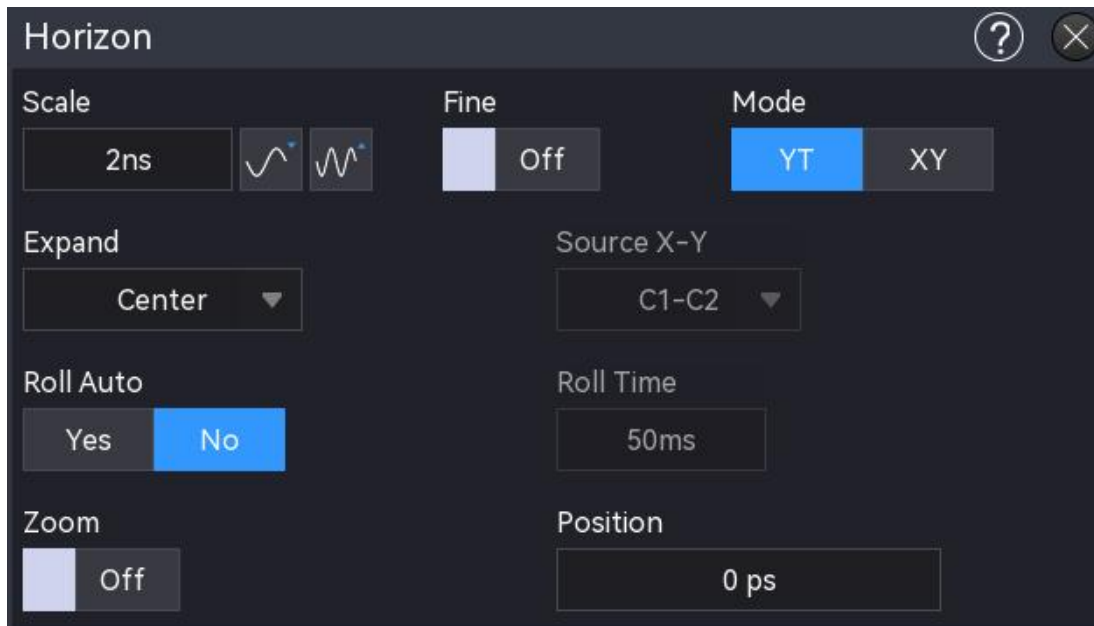 Horizon ?
Scale Fine Mode
2ns Off YT XY
Expand Source X-Y
Center C1-C2
Roll Auto Roll Time
Yes No 50ms
Zoom Position
Off 0 ps